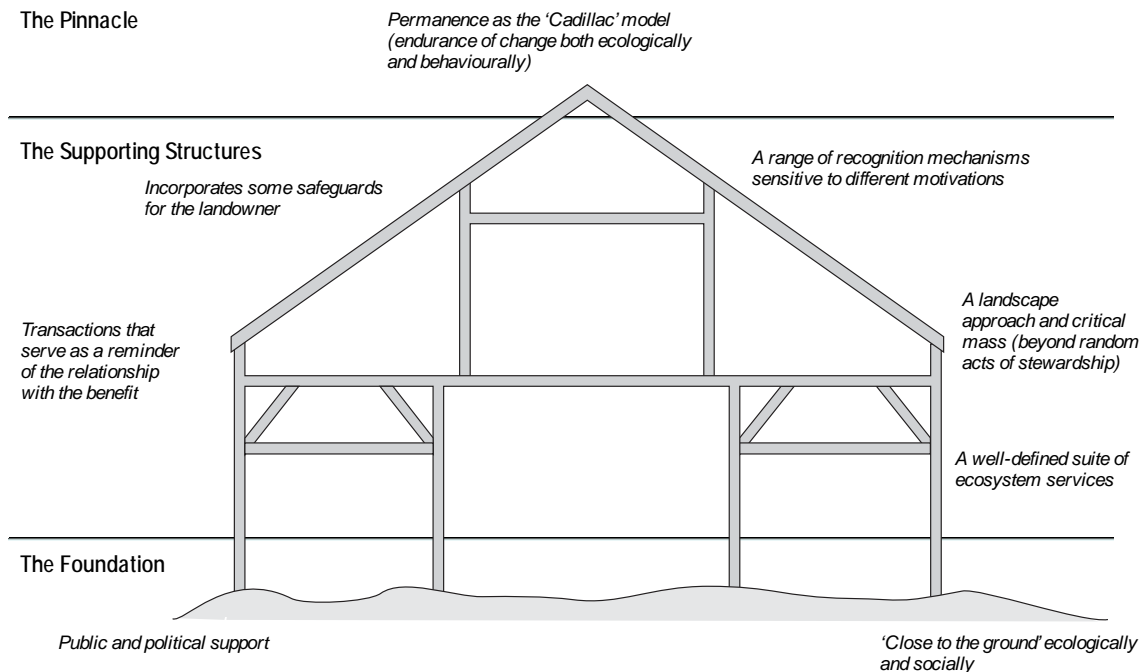 The Pinnacle
Permanence as the ‘Cadillac’ model
(endurance of change both ecologically
and behaviourally)
The Supporting Structures
Incorporates some safeguards
for the landowner
A range of recognition mechanisms
sensitive to different motivations
Transactions that
serve as a reminder
of the relationship
with the benefit
A landscape
approach and critical
mass (beyond random
acts of stewardship)
A well-defined suite of
ecosystem services
The Foundation
Public and political support
‘Close to the ground’ ecologically
and socially